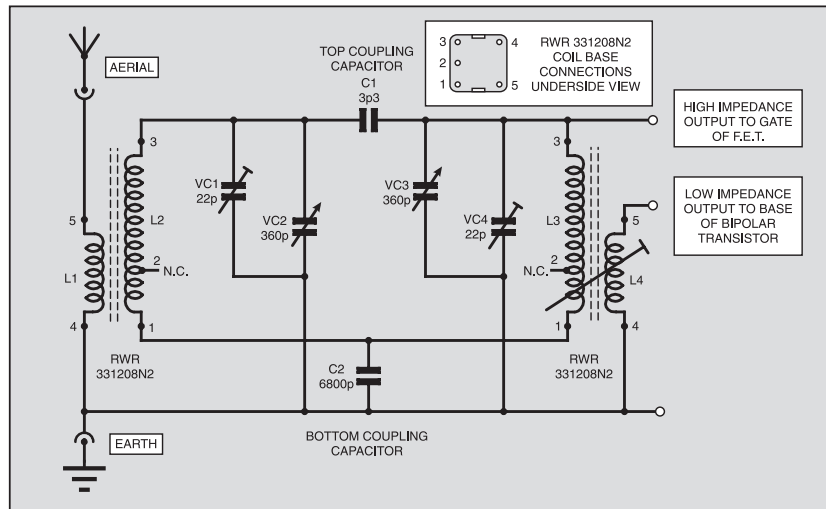 AERIAL
TOP COUPLING
CAPACITOR
C1
3p3
3
4
2
1
5
RWR 331208N2
COIL BASE
CONNECTIONS
UNDERSIDE VIEW
HIGH IMPEDANCE
OUTPUT TO GATE
OF F.E.T.
LOW IMPEDANCE
OUTPUT TO BASE
OF BIPOLAR
TRANSISTOR
3
VC1
22p
VC2
360p
VC3
360p
VC4
22p
3
5
L1
L2
2
N.C.
4
1
L3
2
N.C.
5
L4
1
4
RWR
331208N2
C2
6800p
RWR
331208N2
BOTTOM COUPLING
CAPACITOR
EARTH